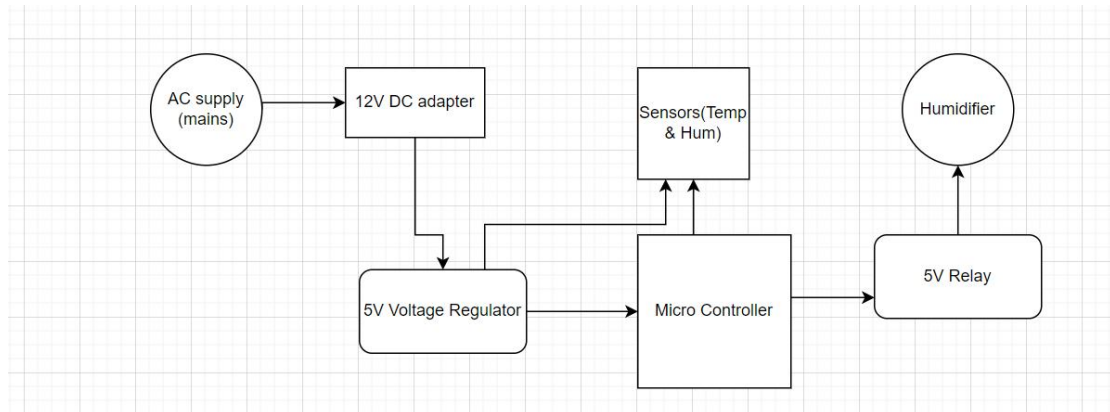 AC supply
(mains)
12V DC adapter
Sensors(Temp
& Hum)
Humidifier
5V Voltage Regulator
Micro Controller
5V Relay